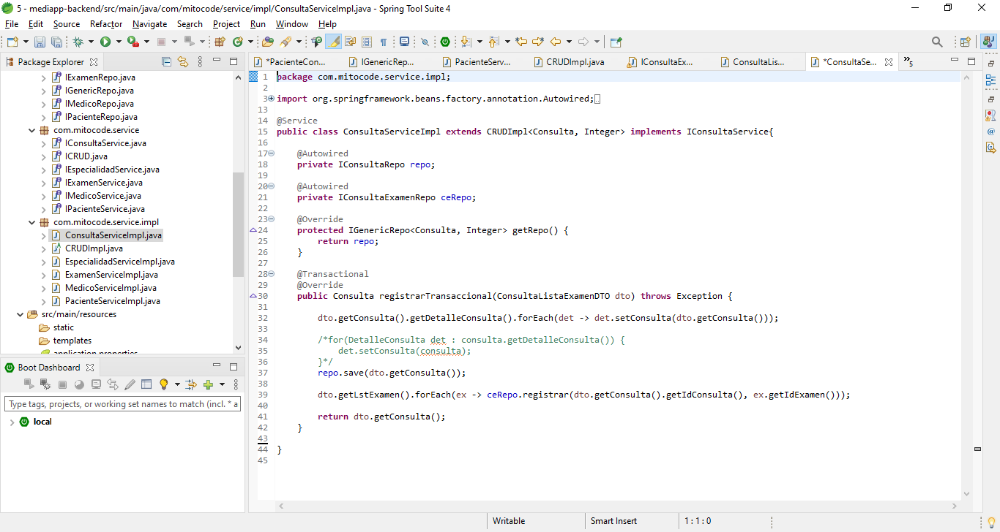 5 - mediapp-backend/src/main/java/com/mitocode/service/impl/ConsultaServiceImpl.java - Spring Tool Suite 4
File Edit Source Refactor Navigate Search Project Run Window Help
Package Explorer
IExamenRepo.java
IGenericRepo.java
IMedicoRepo.java
IPacienteRepo.java
com.mitocode.service
IConsultaService.java
ICRUD.java
IEspecialidadService.java
IExamenService.java
IMedicoService.java
IPacienteService.java
com.mitocode.service.impl
ConsultaServiceImpl.java
CRUDImpl.java
EspecialidadServiceImpl.java
ExamenServiceImpl.java
MedicoServiceImpl.java
PacienteServiceImpl.java
src/main/resources
static
templates
application.properties
Boot Dashboard
Type tags, projects, or working set names to match (incl. * a
local
*PacienteCon... IGenericRep... PacienteServ... CRUDImpl.java IConsultaEx... ConsultaLis... *ConsultaSe... »5
1 package com.mitocode.service.impl;
2
3 import org.springframework.beans.factory.annotation.Autowired;
13
14 @Service
15 public class ConsultaServiceImpl extends CRUDImpl<Consulta, Integer> implements IConsultaService{
16
17 @Autowired
18 private IConsultaRepo repo;
19
20 @Autowired
21 private IConsultaExamenRepo ceRepo;
22
23 @Override
24 protected IGenericRepo<Consulta, Integer> getRepo() {
25 return repo;
26 }
27
28 @Transactional
29 @Override
30 public Consulta registrarTransaccional(ConsultaListaExamenDTO dto) throws Exception {
31
32 dto.getConsulta().getDetalleConsulta().forEach(det -> det.setConsulta(dto.getConsulta()));
33
34 /*for(DetalleConsulta det : consulta.getDetalleConsulta()) {
35 det.setConsulta(consulta);
36 }*/
37 repo.save(dto.getConsulta());
38
39 dto.getLstExamen().forEach(ex -> ceRepo.registrar(dto.getConsulta().getIdConsulta(), ex.getIdExamen()));
40
41 return dto.getConsulta();
42 }
43
44 }
45
Writable Smart Insert 1 : 1 : 0